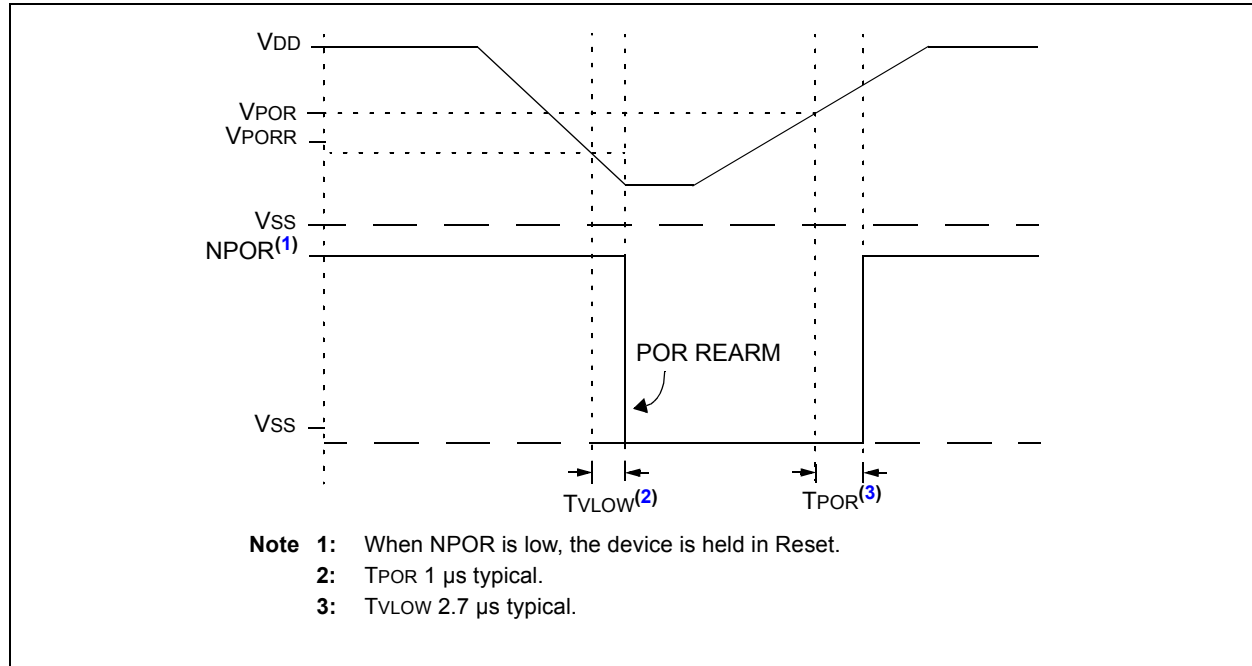 VDD
VPOR
VPORR
VSS
NPOR(1)
POR REARM
VSS
TVLOW(2)
TPOR(3)
Note 1: When NPOR is low, the device is held in Reset.
2: TPOR 1 µs typical.
3: TVLOW 2.7 µs typical.